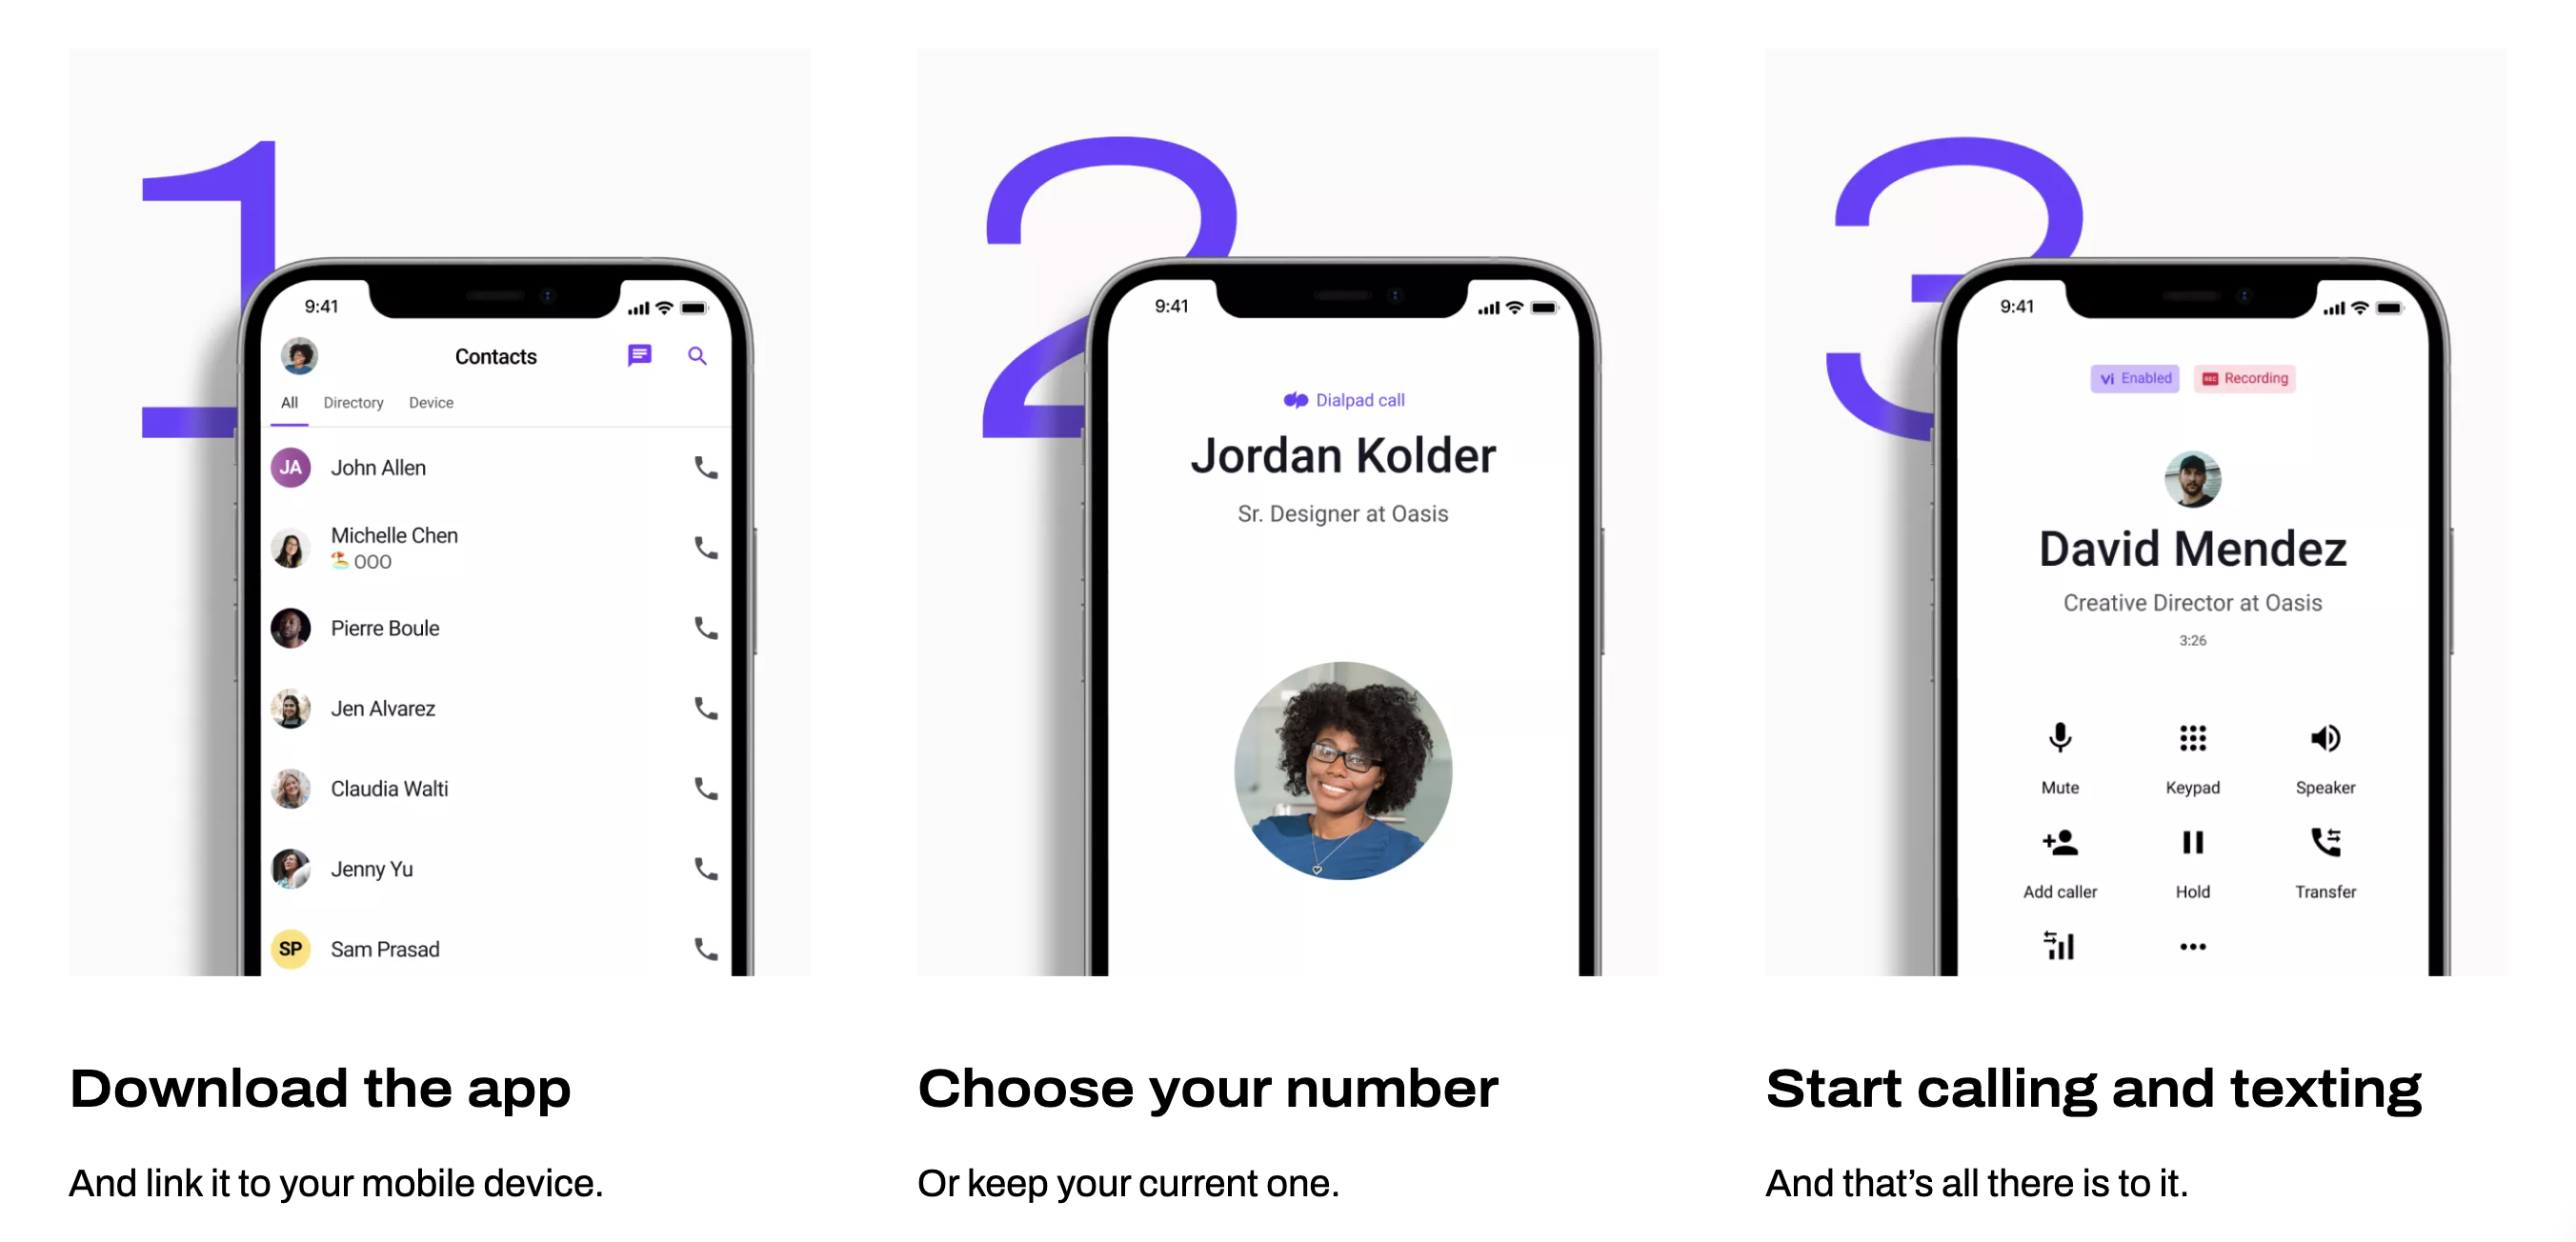 1
9:41
Contacts
All Directory Device
JA John Allen
Michelle Chen
🏖️ OOO
Pierre Boule
Jen Alvarez
Claudia Walti
Jenny Yu
SP Sam Prasad
Download the app
And link it to your mobile device.
2
9:41
Dialpad call
Jordan Kolder
Sr. Designer at Oasis
Choose your number
Or keep your current one.
3
9:41
Vi Enabled REC Recording
David Mendez
Creative Director at Oasis
3:26
Mute Keypad Speaker
Add caller Hold Transfer
Start calling and texting
And that’s all there is to it.